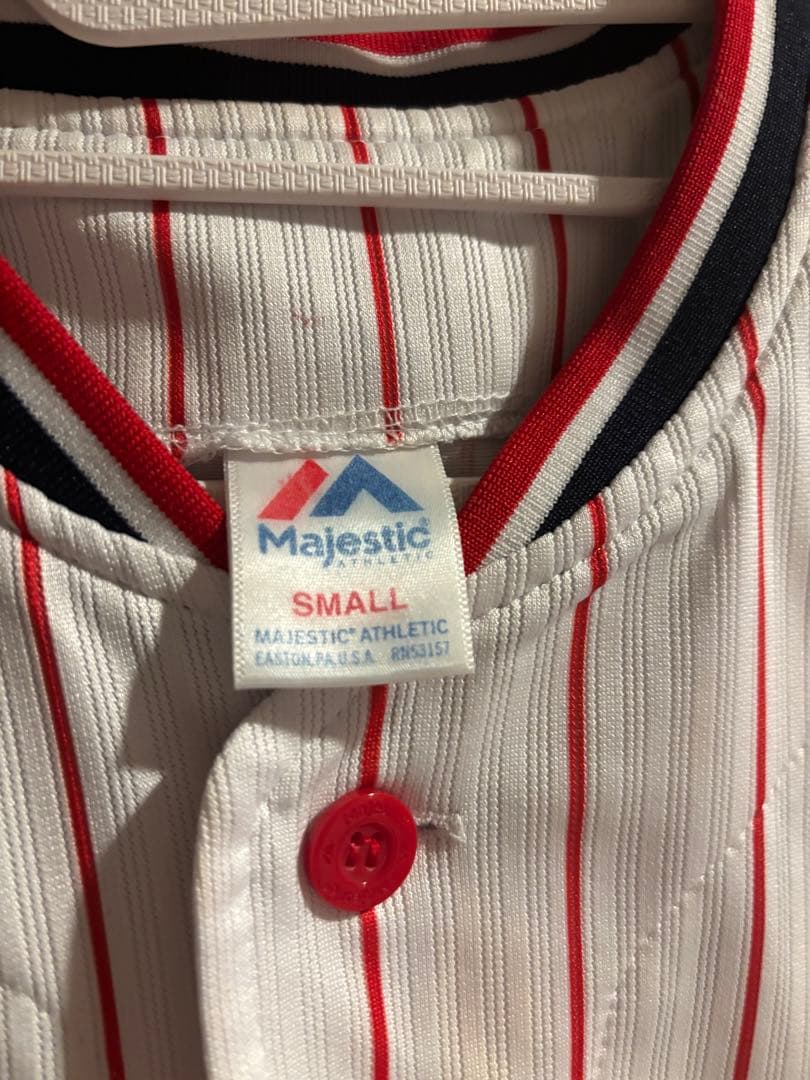 Majestic®
ATHLETIC
SMALL
MAJESTIC® ATHLETIC
EASTON, PA, U.S.A. RN53157